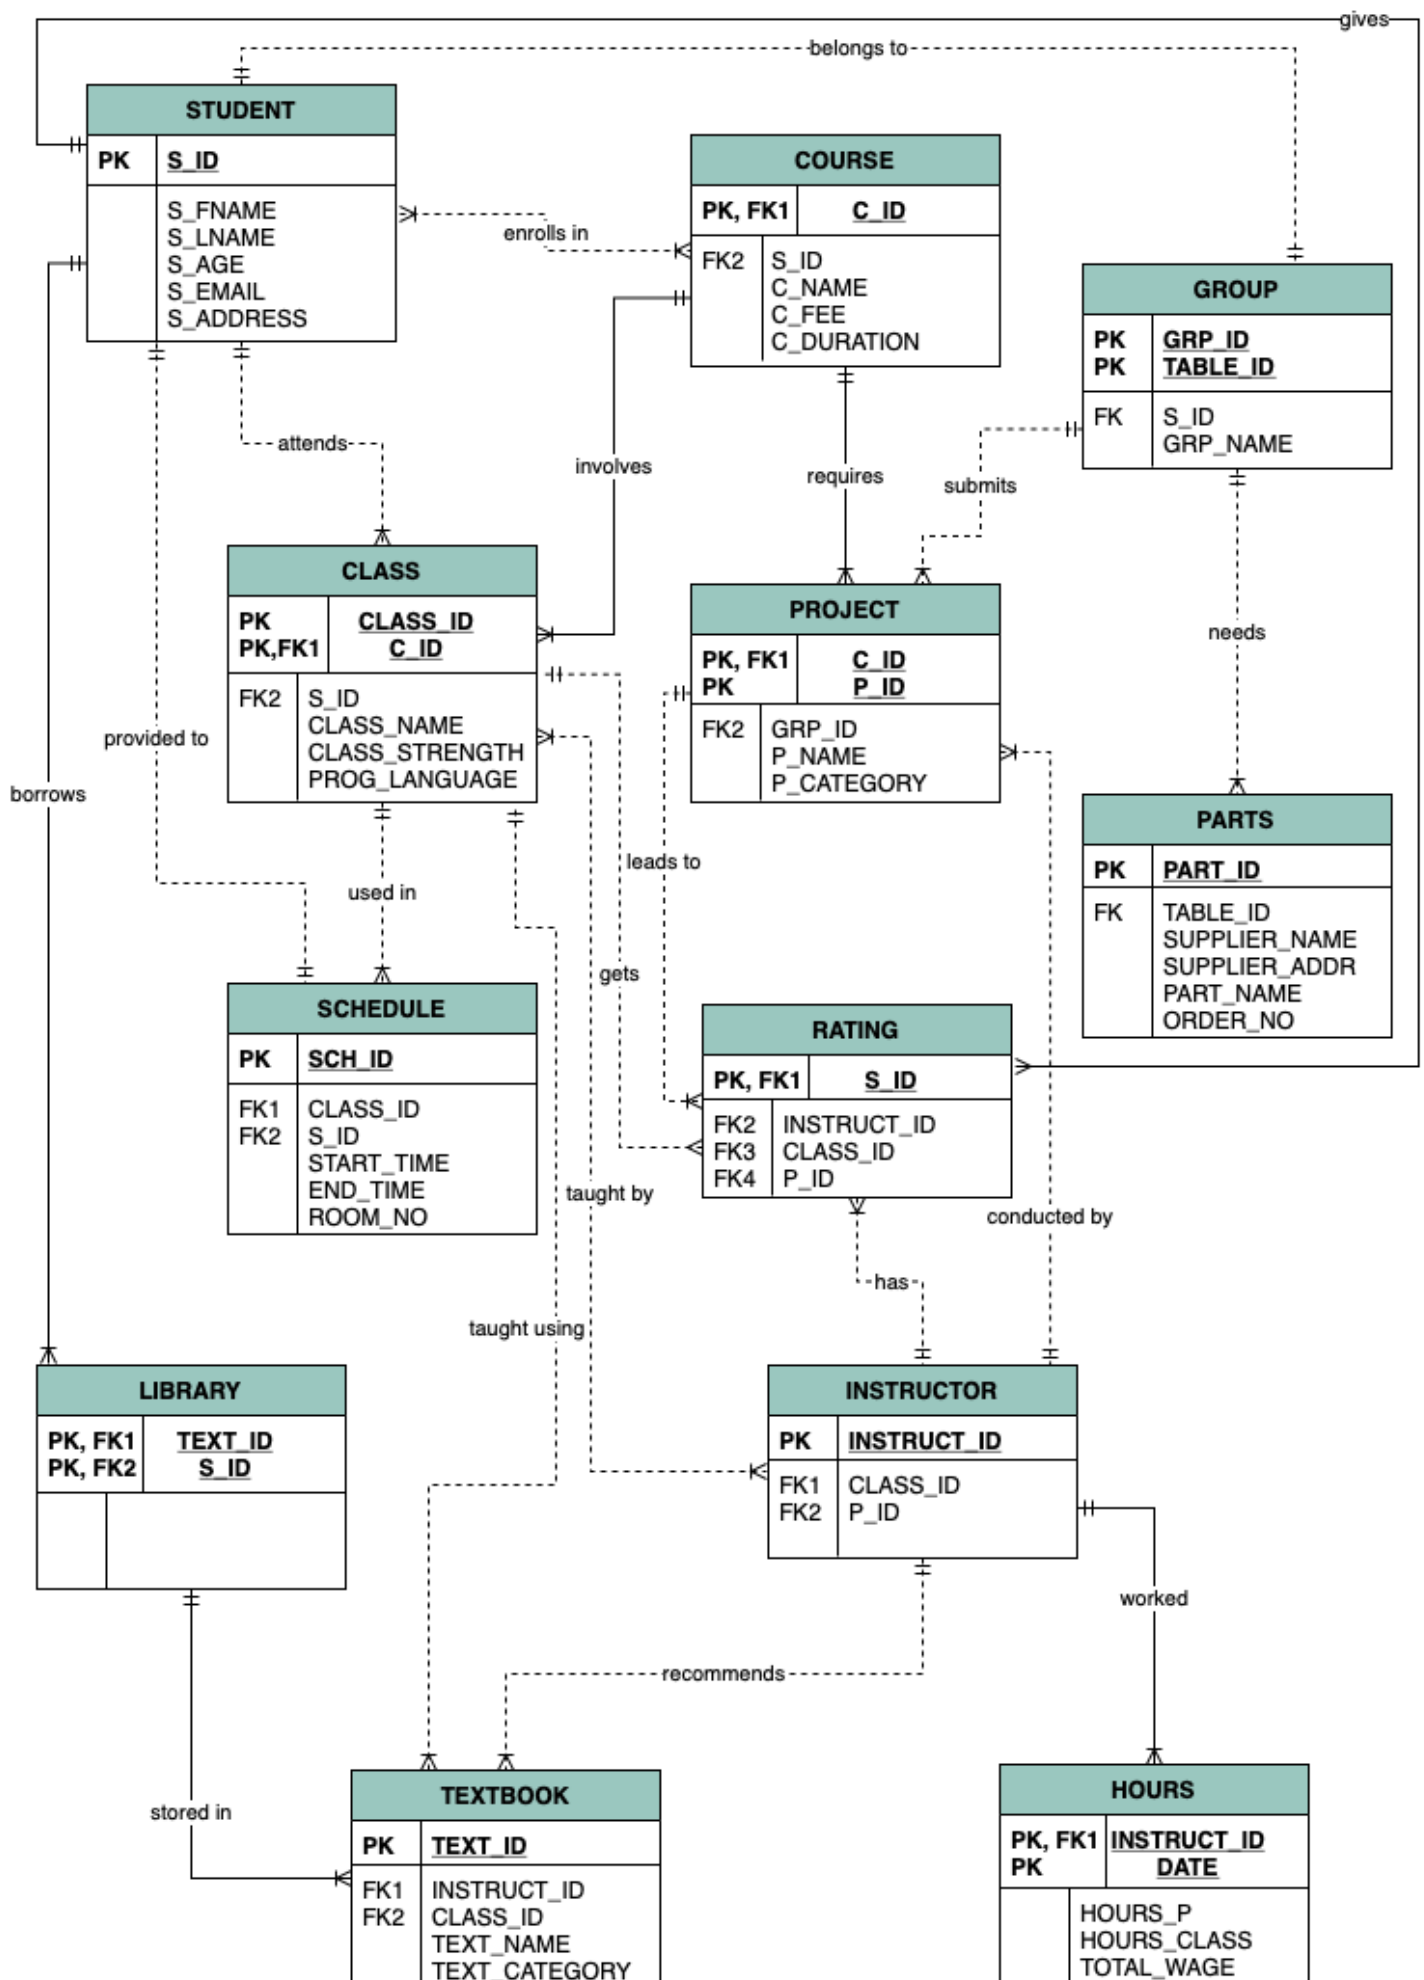 gives
belongs to
STUDENT
PK S_ID
S_FNAME
S_LNAME
S_AGE
S_EMAIL
S_ADDRESS
enrolls in
COURSE
PK, FK1 C_ID
FK2 S_ID
C_NAME
C_FEE
C_DURATION
GROUP
PK GRP_ID
PK TABLE_ID
FK S_ID
GRP_NAME
attends
involves
requires
submits
needs
CLASS
PK CLASS_ID
PK,FK1 C_ID
FK2 S_ID
CLASS_NAME
CLASS_STRENGTH
PROG_LANGUAGE
PROJECT
PK, FK1 C_ID
PK P_ID
FK2 GRP_ID
P_NAME
P_CATEGORY
provided to
borrows
used in
leads to
gets
PARTS
PK PART_ID
FK TABLE_ID
SUPPLIER_NAME
SUPPLIER_ADDR
PART_NAME
ORDER_NO
SCHEDULE
PK SCH_ID
FK1 CLASS_ID
FK2 S_ID
START_TIME
END_TIME
ROOM_NO
RATING
PK, FK1 S_ID
FK2 INSTRUCT_ID
FK3 CLASS_ID
FK4 P_ID
taught by
conducted by
has
taught using
LIBRARY
PK, FK1 TEXT_ID
PK, FK2 S_ID
INSTRUCTOR
PK INSTRUCT_ID
FK1 CLASS_ID
FK2 P_ID
worked
recommends
stored in
TEXTBOOK
PK TEXT_ID
FK1 INSTRUCT_ID
FK2 CLASS_ID
TEXT_NAME
TEXT_CATEGORY
HOURS
PK, FK1 INSTRUCT_ID
PK DATE
HOURS_P
HOURS_CLASS
TOTAL_WAGE